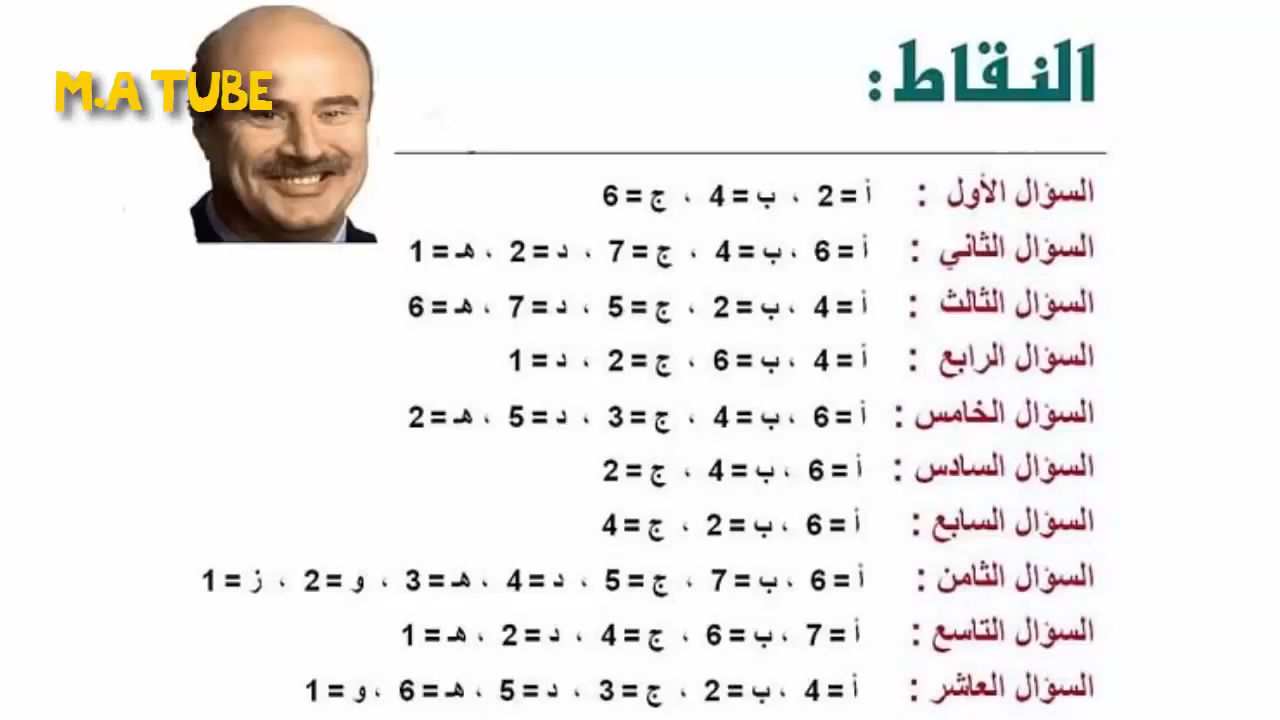 M.A TUBE
النقاط:
السؤال الأول : أ = 2 ، ب = 4 ، ج = 6
السؤال الثاني : أ = 6 ، ب = 4 ، ج = 7 ، د = 2 ، هـ = 1
السؤال الثالث : أ = 4 ، ب = 2 ، ج = 5 ، د = 7 ، هـ = 6
السؤال الرابع : أ = 4 ، ب = 6 ، ج = 2 ، د = 1
السؤال الخامس : أ = 6 ، ب = 4 ، ج = 3 ، د = 5 ، هـ = 2
السؤال السادس : أ = 6 ، ب = 4 ، ج = 2
السؤال السابع : أ = 6 ، ب = 2 ، ج = 4
السؤال الثامن : أ = 6 ، ب = 7 ، ج = 5 ، د = 4 ، هـ = 3 ، و = 2 ، ز = 1
السؤال التاسع : أ = 7 ، ب = 6 ، ج = 4 ، د = 2 ، هـ = 1
السؤال العاشر : أ = 4 ، ب = 2 ، ج = 3 ، د = 5 ، هـ = 6 ، و = 1